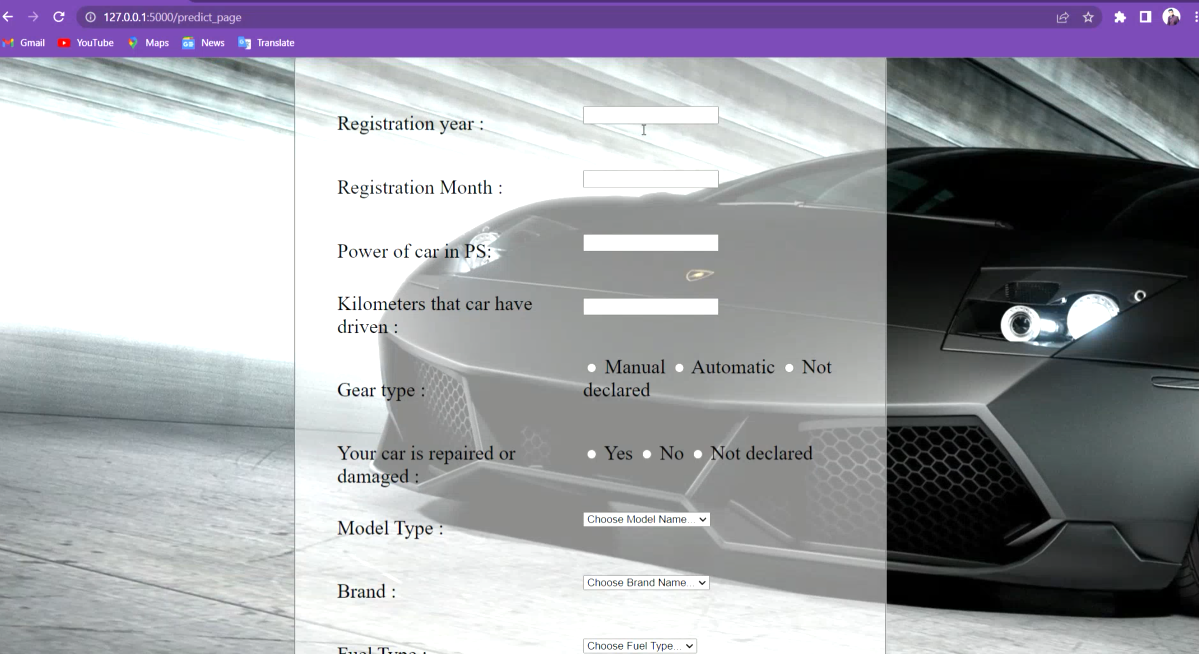 127.0.0.1:5000/predict_page
Gmail YouTube Maps News Translate
Registration year :
Registration Month :
Power of car in PS:
Kilometers that car have
driven :
Gear type :
Manual Automatic Not
declared
Your car is repaired or
damaged :
Yes No Not declared
Model Type :
Choose Model Name...
Brand :
Choose Brand Name...
Fuel Type :
Choose Fuel Type...